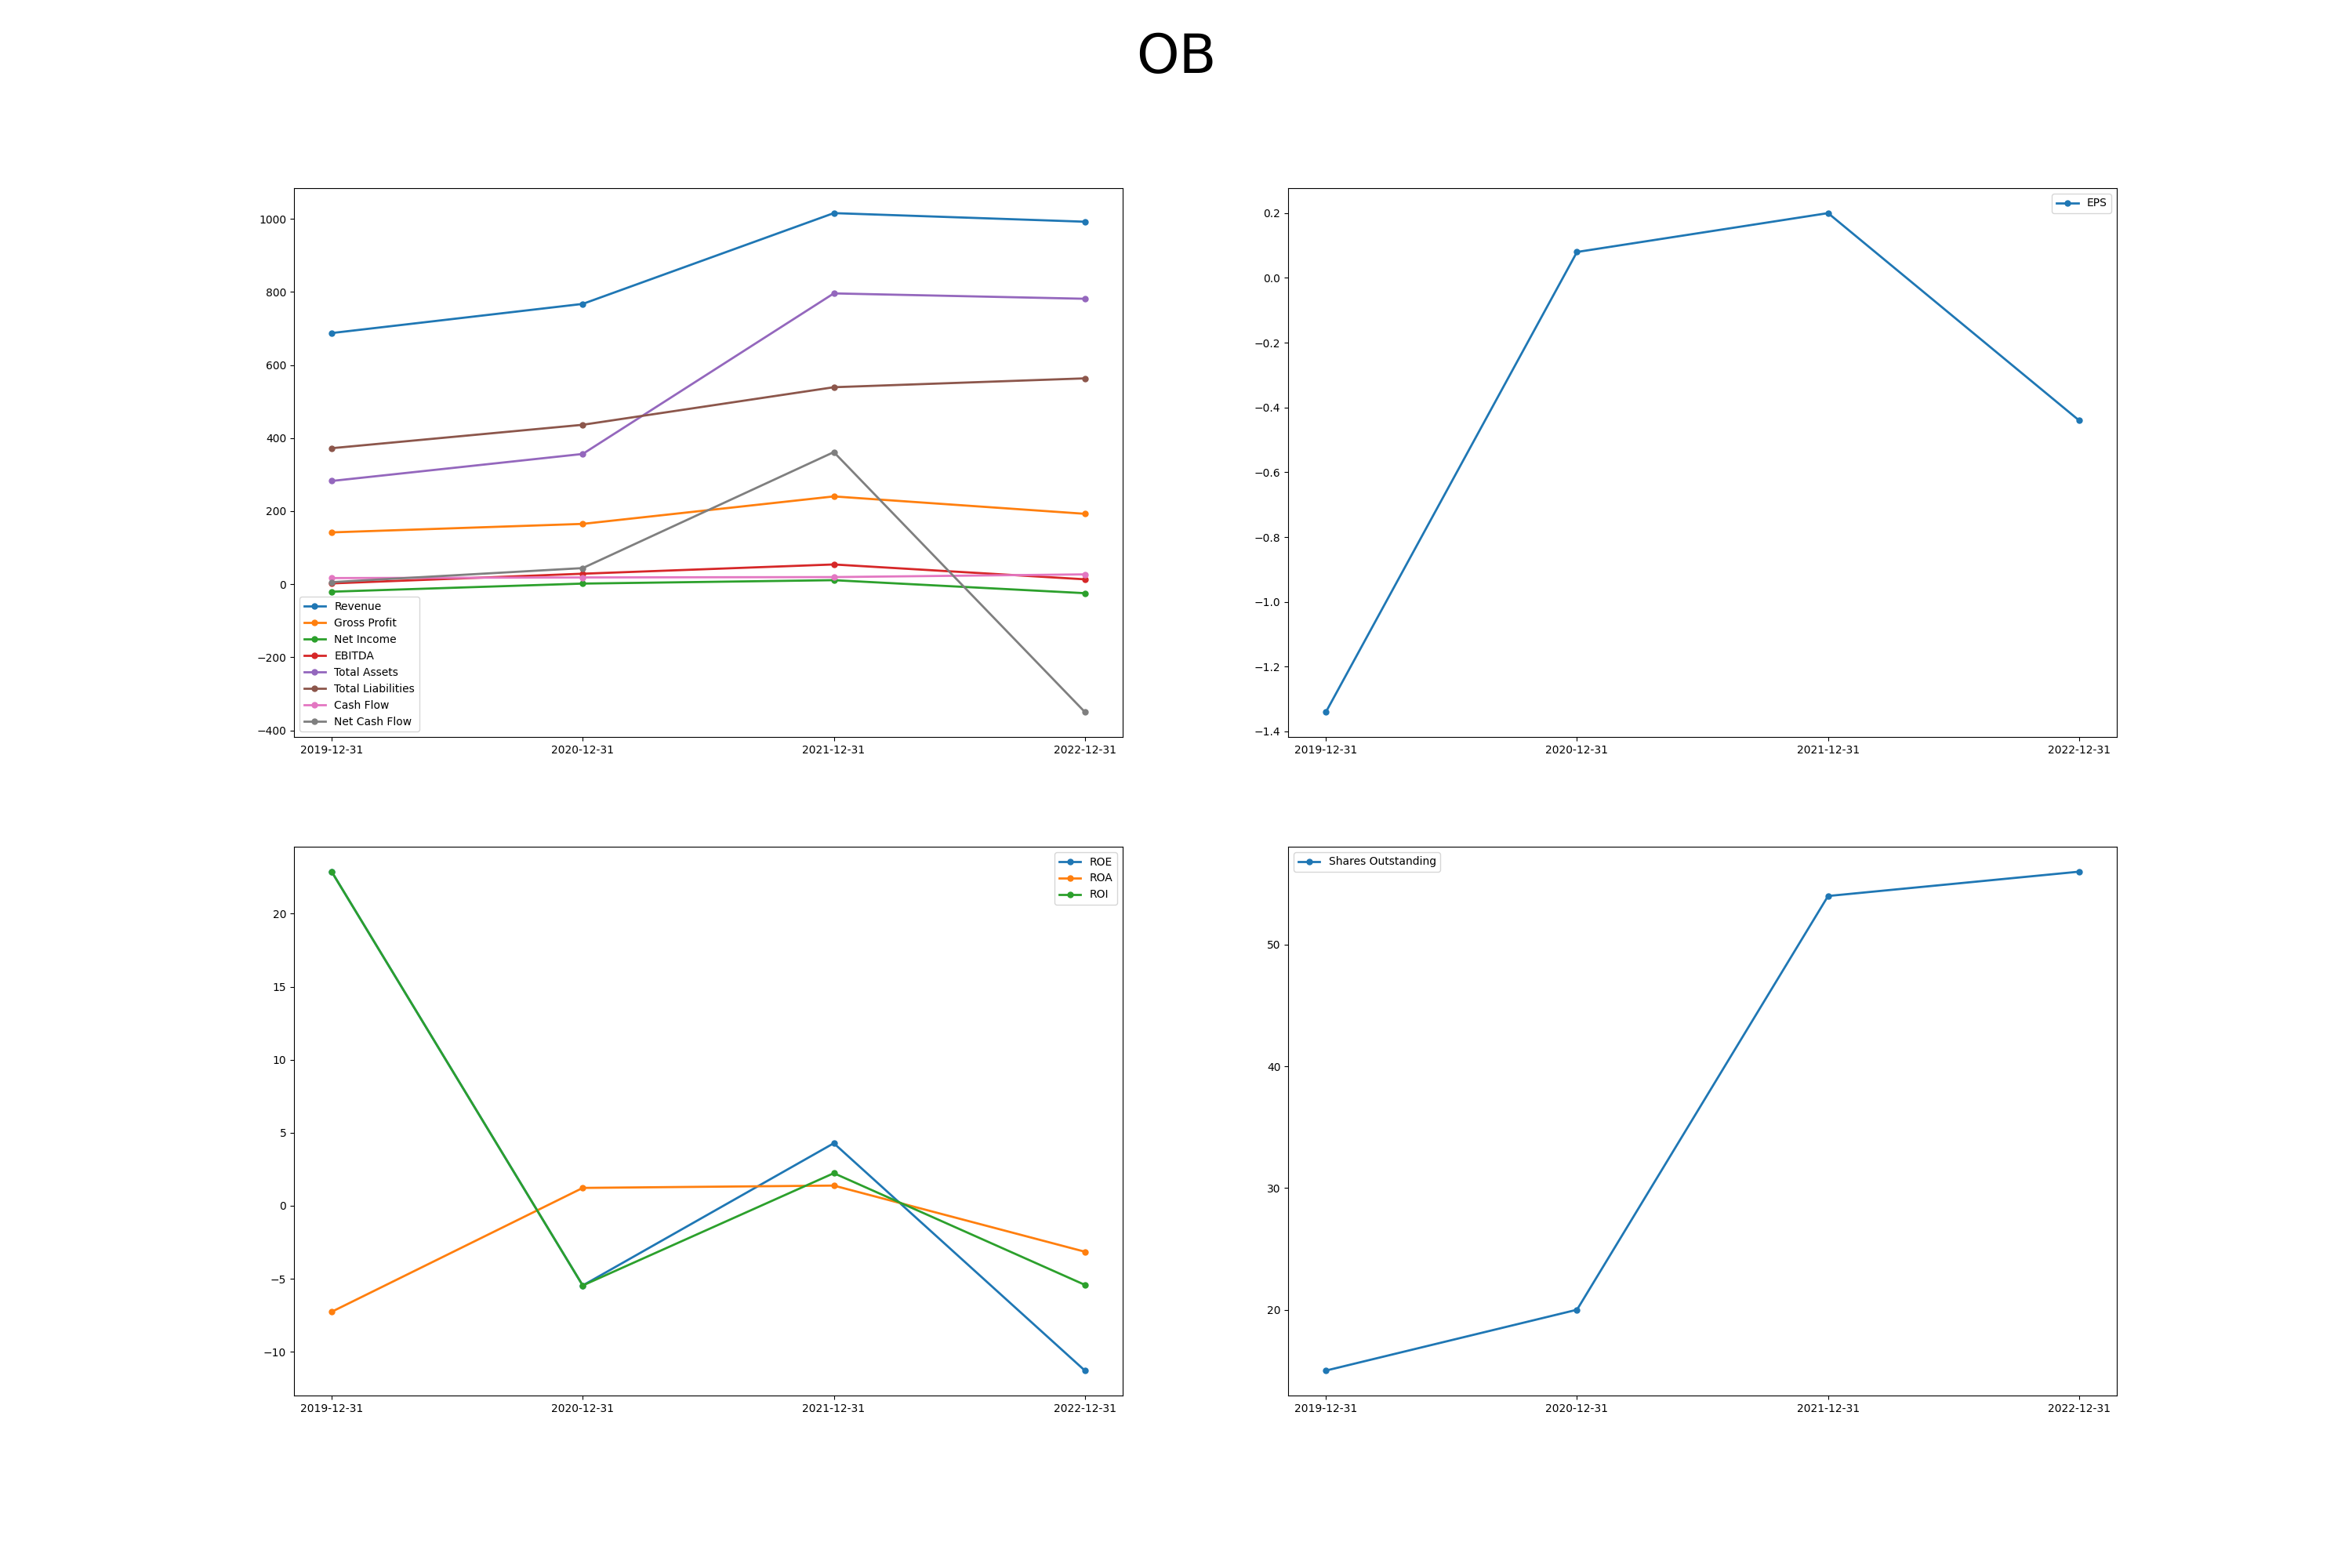 OB
1000
800
600
400
200
0
−200
−400
2019-12-31 2020-12-31 2021-12-31 2022-12-31
Revenue
Gross Profit
Net Income
EBITDA
Total Assets
Total Liabilities
Cash Flow
Net Cash Flow
0.2
0.0
−0.2
−0.4
−0.6
−0.8
−1.0
−1.2
−1.4
2019-12-31 2020-12-31 2021-12-31 2022-12-31
EPS
20
15
10
5
0
−5
−10
2019-12-31 2020-12-31 2021-12-31 2022-12-31
ROE
ROA
ROI
50
40
30
20
2019-12-31 2020-12-31 2021-12-31 2022-12-31
Shares Outstanding